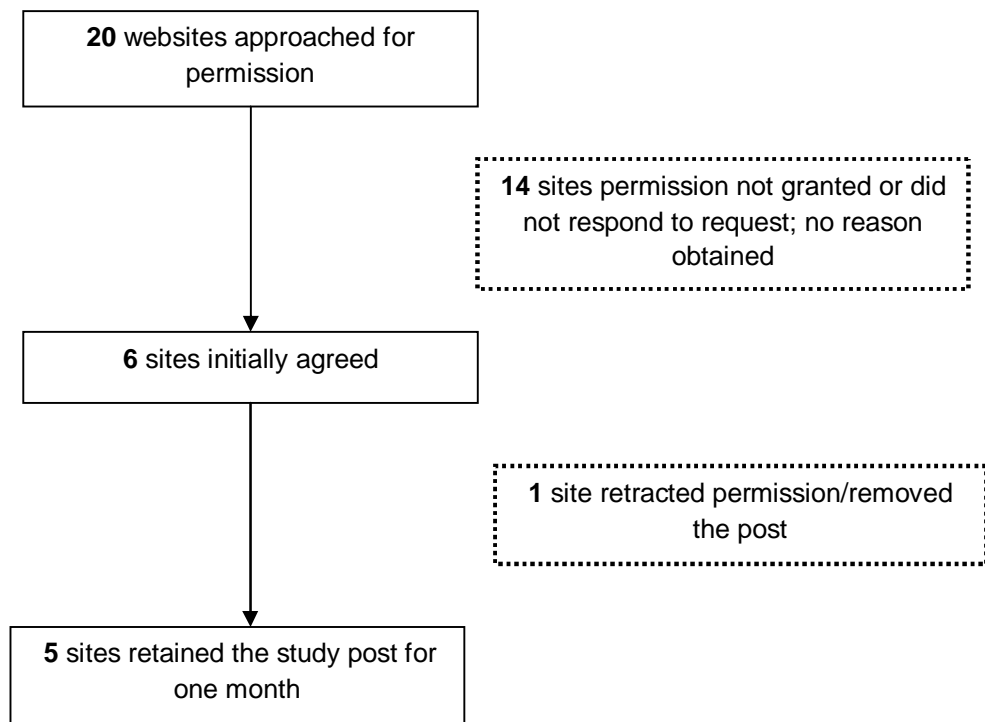 20 websites approached for
permission
14 sites permission not granted or did
not respond to request; no reason
obtained
6 sites initially agreed
1 site retracted permission/removed
the post
5 sites retained the study post for
one month